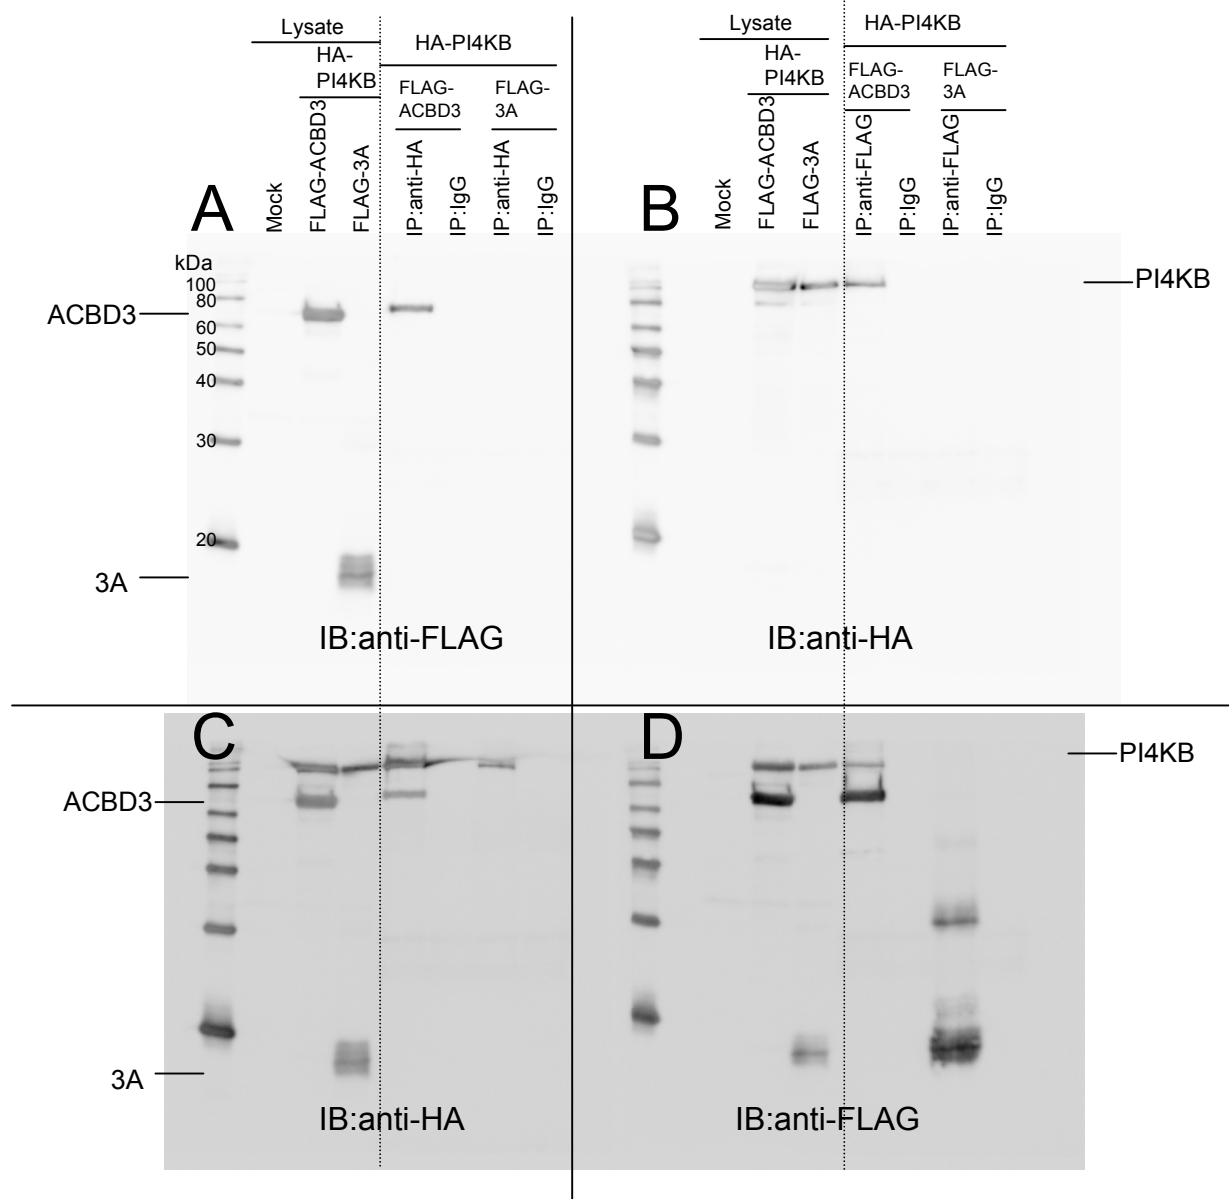 Lysate
HA-PI4KB
HA-
PI4KB
FLAG-
ACBD3
FLAG-
3A
Mock
FLAG-ACBD3
FLAG-3A
IP:anti-HA
IP:IgG
IP:anti-HA
IP:IgG
A
kDa
100
80
60
50
40
30
20
ACBD3
3A
IB:anti-FLAG
Lysate
HA-PI4KB
HA-
PI4KB
FLAG-
ACBD3
FLAG-
3A
Mock
FLAG-ACBD3
FLAG-3A
IP:anti-FLAG
IP:IgG
IP:anti-FLAG
IP:IgG
B
PI4KB
IB:anti-HA
C
ACBD3
3A
IB:anti-HA
D
PI4KB
IB:anti-FLAG